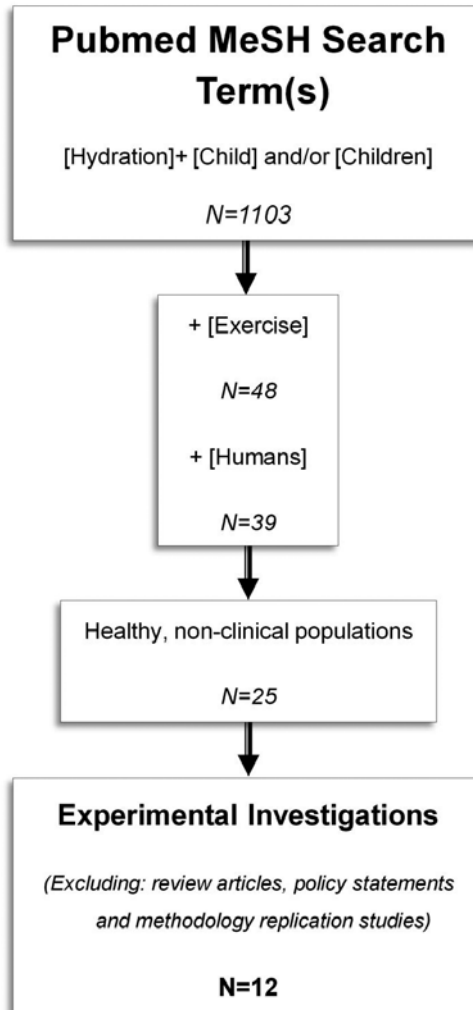 Pubmed MeSH Search
Term(s)
[Hydration]+ [Child] and/or [Children]
N=1103
+ [Exercise]
N=48
+ [Humans]
N=39
Healthy, non-clinical populations
N=25
Experimental Investigations
(Excluding: review articles, policy statements
and methodology replication studies)
N=12